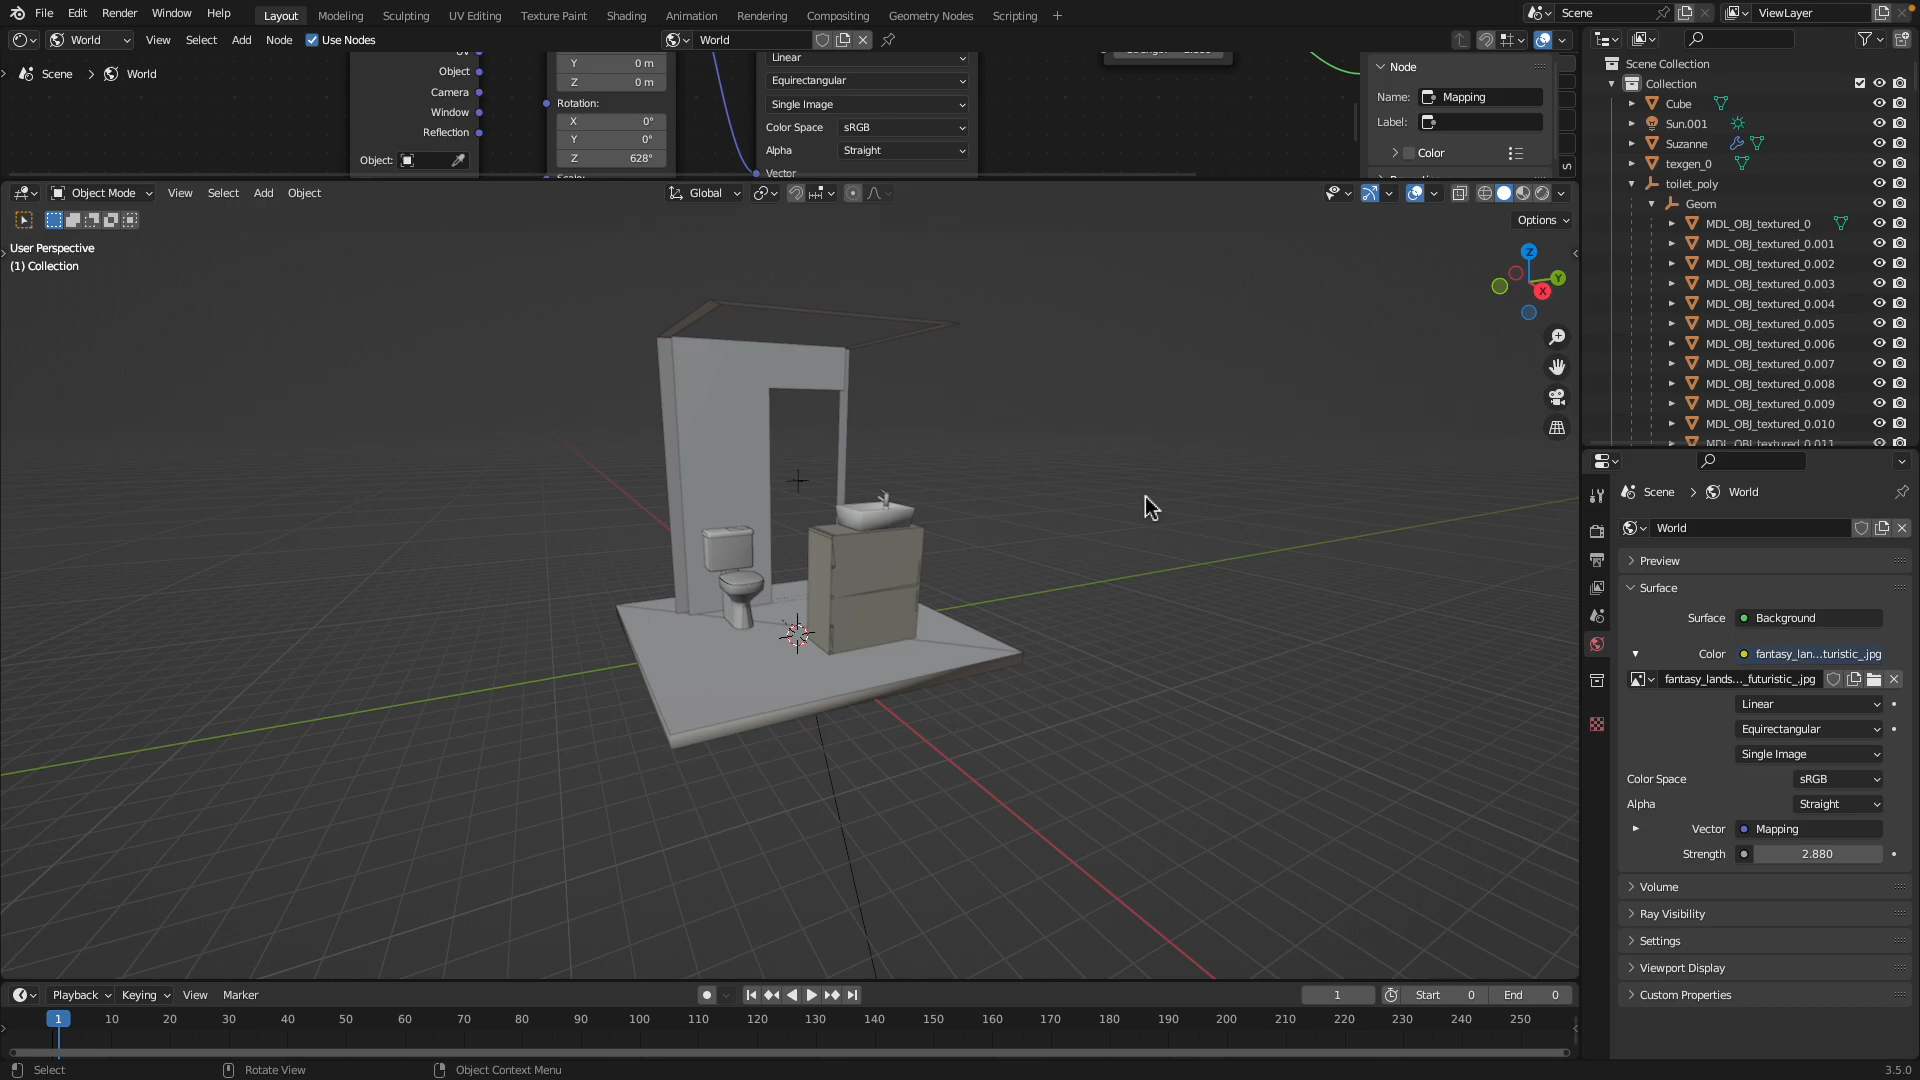 File Edit Render Window Help Layout Modeling Sculpting UV Editing Texture Paint Shading Animation Rendering Compositing Geometry Nodes Scripting + Scene ViewLayer
World View Select Add Node Use Nodes World
Scene > World
Object
Camera
Window
Reflection
Object:
Y 0 m
Z 0 m
Rotation:
X 0°
Y 0°
Z 628°
Linear
Equirectangular
Single Image
Color Space sRGB
Alpha Straight
Vector
Node
Name: Mapping
Label:
Color
Object Mode View Select Add Object Global
Options
User Perspective
(1) Collection
Z
Y
X
Scene Collection
Collection
Cube
Sun.001
Suzanne
texgen_0
toilet_poly
Geom
MDL_OBJ_textured_0
MDL_OBJ_textured_0.001
MDL_OBJ_textured_0.002
MDL_OBJ_textured_0.003
MDL_OBJ_textured_0.004
MDL_OBJ_textured_0.005
MDL_OBJ_textured_0.006
MDL_OBJ_textured_0.007
MDL_OBJ_textured_0.008
MDL_OBJ_textured_0.009
MDL_OBJ_textured_0.010
MDL_OBJ_textured_0.011
Scene > World
World
Preview
Surface
Surface Background
Color fantasy_lan...turistic_.jpg
fantasy_lands..._futuristic_.jpg
Linear
Equirectangular
Single Image
Color Space sRGB
Alpha Straight
Vector Mapping
Strength 2.880
Volume
Ray Visibility
Settings
Viewport Display
Custom Properties
Playback Keying View Marker 1 Start 0 End 0
1 10 20 30 40 50 60 70 80 90 100 110 120 130 140 150 160 170 180 190 200 210 220 230 240 250
Select Rotate View Object Context Menu 3.5.0